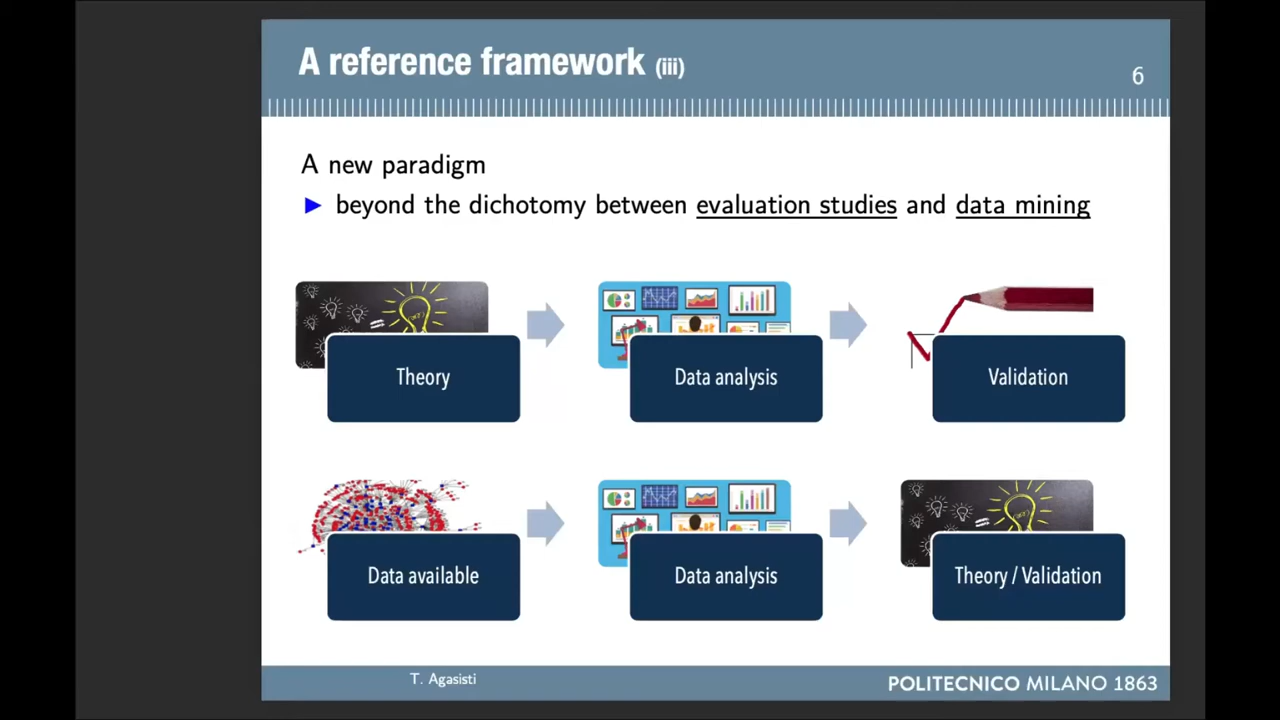 A reference framework (iii)
6
A new paradigm
▶ beyond the dichotomy between evaluation studies and data mining
Theory
Data analysis
Validation
Data available
Data analysis
Theory / Validation
T. Agasisti
POLITECNICO MILANO 1863